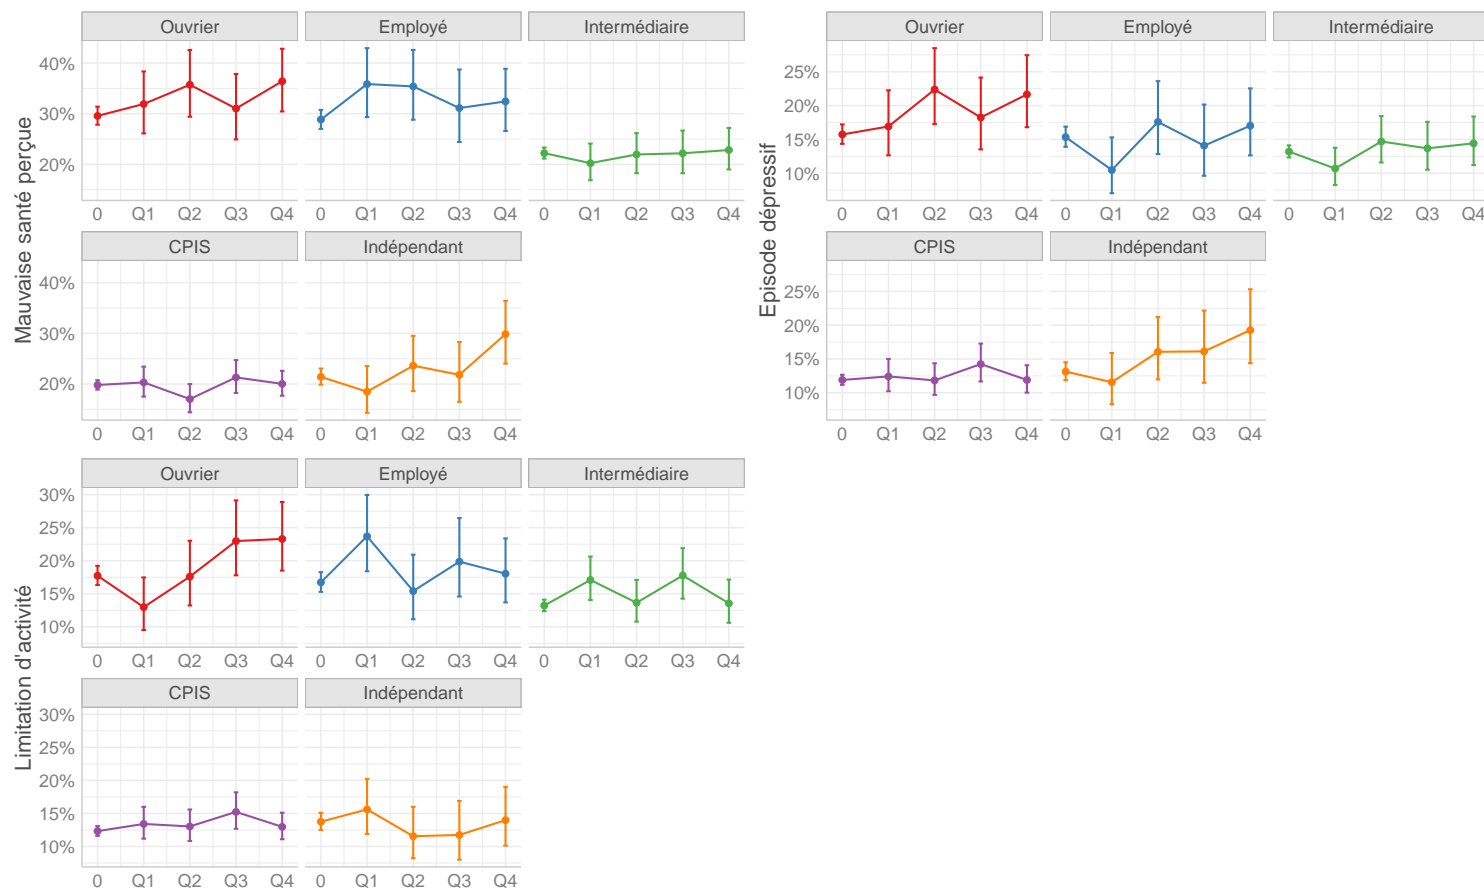 Mauvaise santé perçue
Ouvrier Employé Intermédiaire
40%
30%
20%
0 Q1 Q2 Q3 Q4 0 Q1 Q2 Q3 Q4 0 Q1 Q2 Q3 Q4
CPIS Indépendant
40%
30%
20%
0 Q1 Q2 Q3 Q4 0 Q1 Q2 Q3 Q4
Episode dépressif
Ouvrier Employé Intermédiaire
25%
20%
15%
10%
0 Q1 Q2 Q3 Q4 0 Q1 Q2 Q3 Q4 0 Q1 Q2 Q3 Q4
CPIS Indépendant
25%
20%
15%
10%
0 Q1 Q2 Q3 Q4 0 Q1 Q2 Q3 Q4
Limitation d'activité
Ouvrier Employé Intermédiaire
30%
25%
20%
15%
10%
0 Q1 Q2 Q3 Q4 0 Q1 Q2 Q3 Q4 0 Q1 Q2 Q3 Q4
CPIS Indépendant
30%
25%
20%
15%
10%
0 Q1 Q2 Q3 Q4 0 Q1 Q2 Q3 Q4